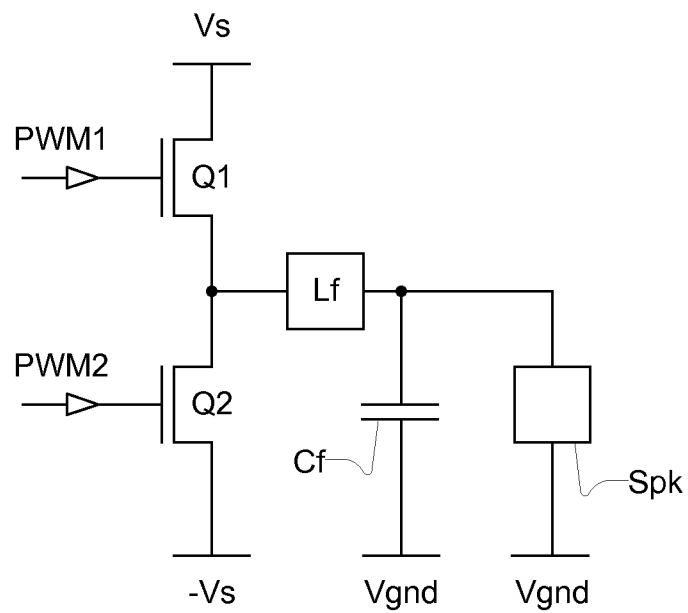 Vs
PWM1
Q1
Lf
PWM2
Q2
Cf
Spk
-Vs
Vgnd
Vgnd